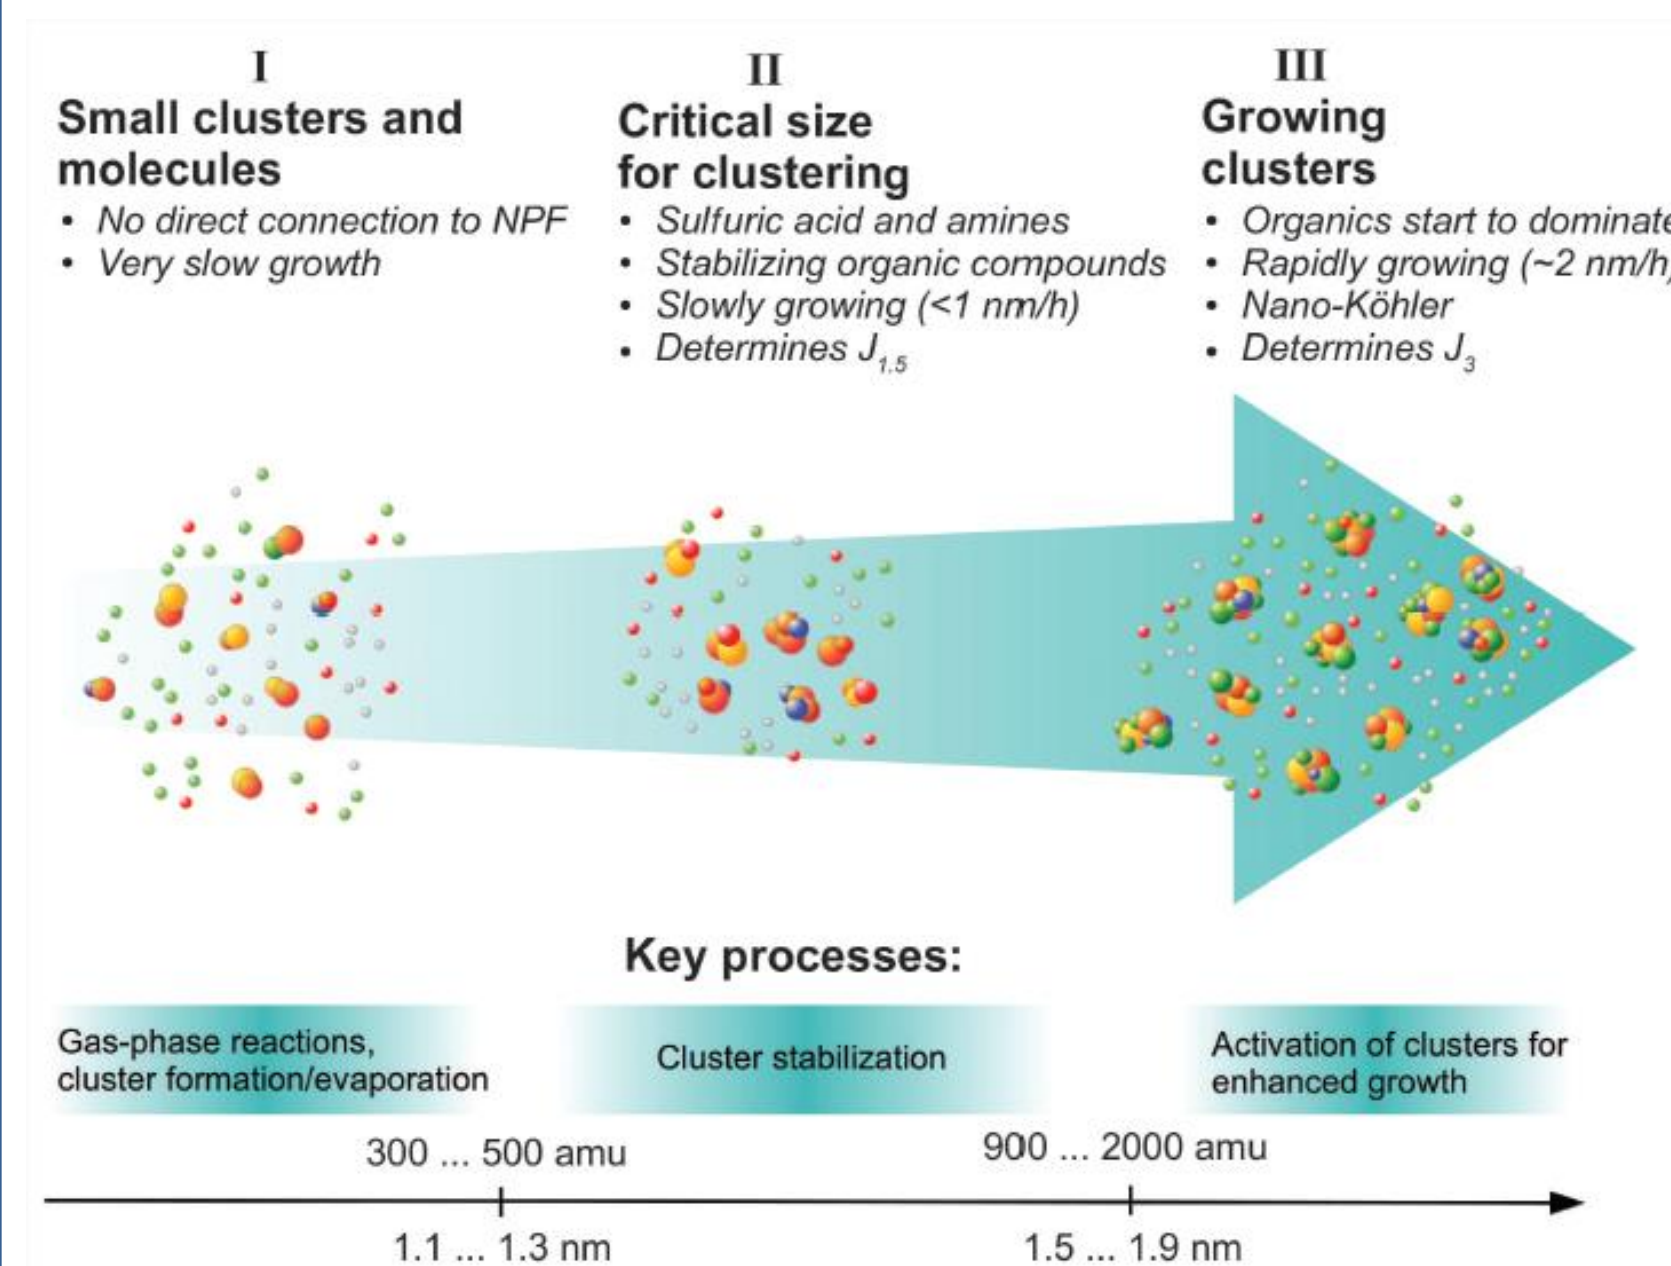 I
Small clusters and
molecules
• No direct connection to NPF
• Very slow growth
II
Critical size
for clustering
• Sulfuric acid and amines
• Stabilizing organic compounds
• Slowly growing (<1 nm/h)
• Determines J1.5
III
Growing
clusters
• Organics start to dominate
• Rapidly growing (~2 nm/h)
• Nano-Köhler
• Determines J3
Key processes:
Gas-phase reactions,
cluster formation/evaporation
Cluster stabilization
Activation of clusters for
enhanced growth
300 ... 500 amu
900 ... 2000 amu
1.1 ... 1.3 nm
1.5 ... 1.9 nm